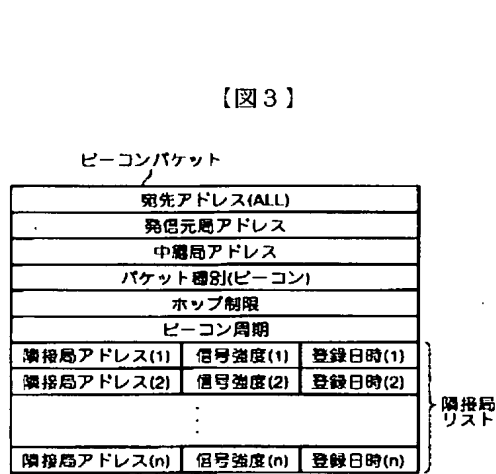 【図3】
ビーコンパケット
宛先アドレス(ALL)
発信元局アドレス
中継局アドレス
パケット種別(ビーコン)
ホップ制限
ビーコン周期
隣接局アドレス(1) 信号強度(1) 登録日時(1)
隣接局アドレス(2) 信号強度(2) 登録日時(2)
⋮
隣接局アドレス(n) 信号強度(n) 登録日時(n)
隣接局
リスト